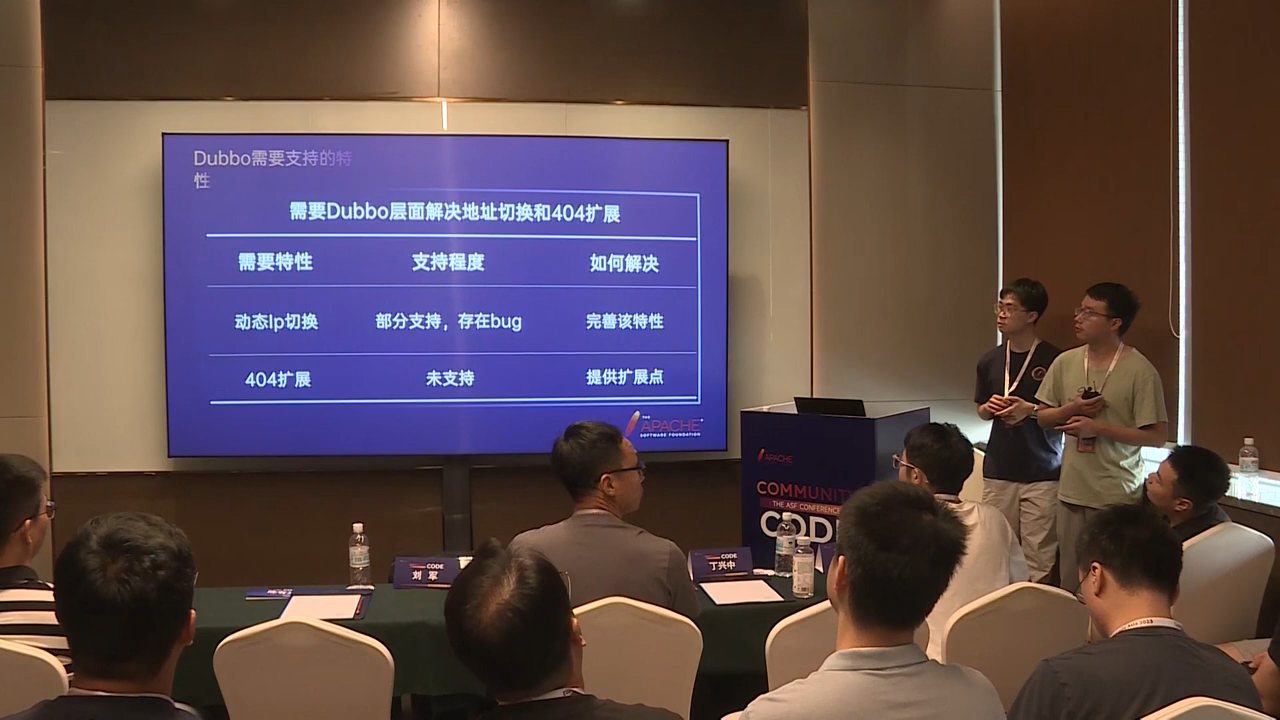 Dubbo需要支持的特
性
需要Dubbo层面解决地址切换和404扩展
需要特性 支持程度 如何解决
动态Ip切换 部分支持，存在bug 完善该特性
404扩展 未支持 提供扩展点
THE
APACHE
SOFTWARE FOUNDATION
APACHE
COMMUNIT
THE ASF CONFERENCE
COD
CODE
刘 军
CODE
丁兴中